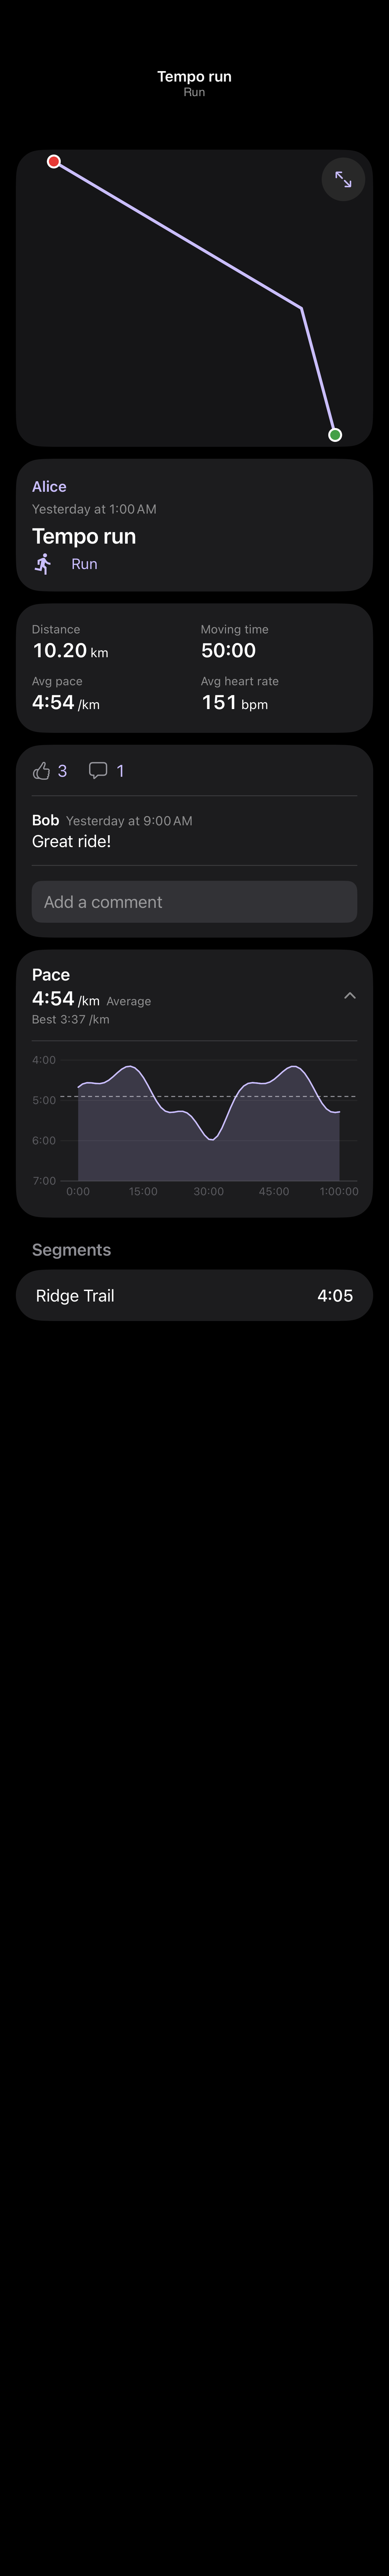 Tempo run
Run
Alice
Yesterday at 1:00 AM
Tempo run
Run
Distance
10.20 km
Moving time
50:00
Avg pace
4:54 /km
Avg heart rate
151 bpm
3
1
Bob Yesterday at 9:00 AM
Great ride!
Add a comment
Pace
4:54 /km Average
Best 3:37 /km
4:00
5:00
6:00
7:00
0:00 15:00 30:00 45:00 1:00:00
Segments
Ridge Trail 4:05